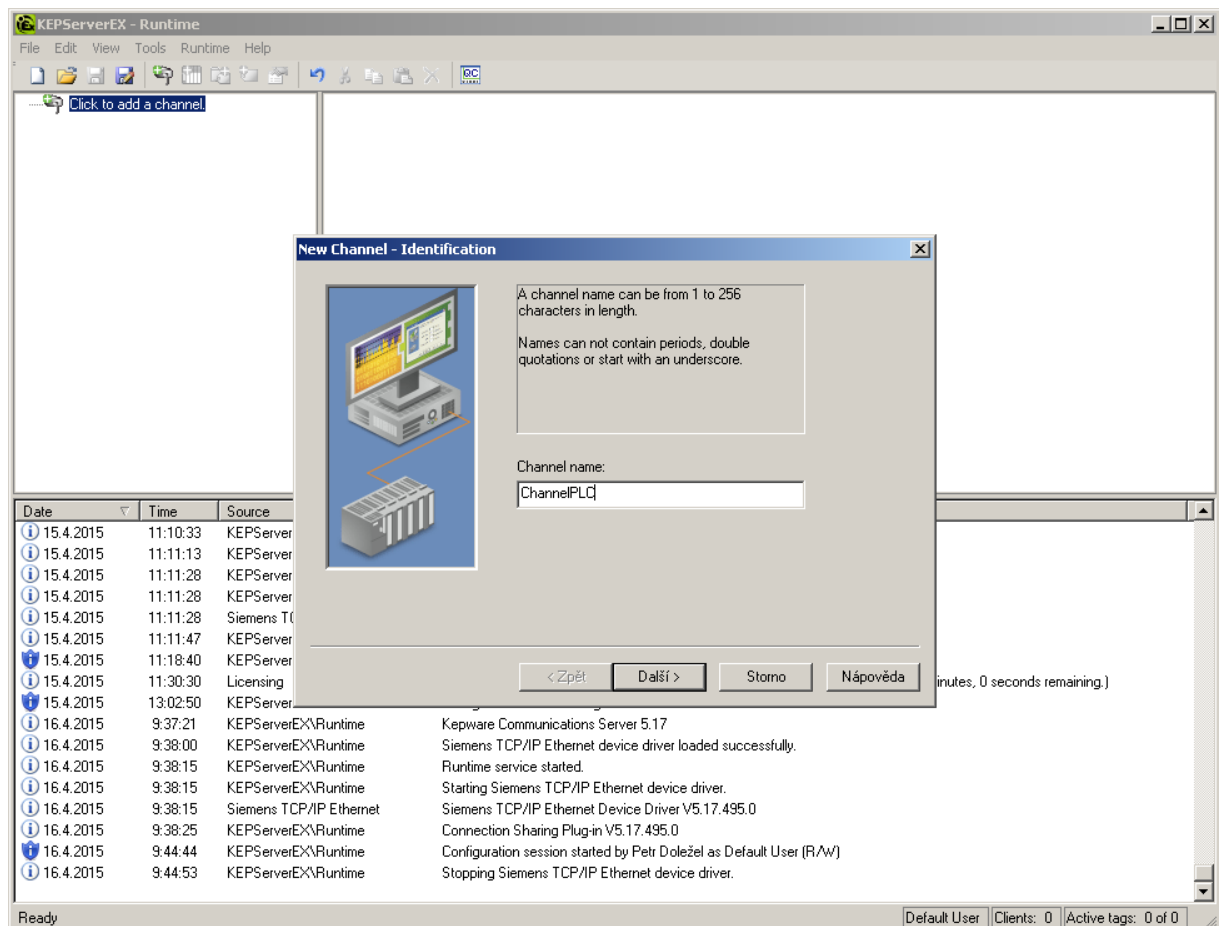 KEPServerEX - Runtime
File Edit View Tools Runtime Help
Click to add a channel.
New Channel - Identification
A channel name can be from 1 to 256
characters in length.
Names can not contain periods, double
quotations or start with an underscore.
Channel name:
ChannelPLC
< Zpět Další > Storno Nápověda
Date Time Source
15.4.2015 11:10:33 KEPServer
15.4.2015 11:11:13 KEPServer
15.4.2015 11:11:28 KEPServer
15.4.2015 11:11:28 KEPServer
15.4.2015 11:11:28 Siemens
15.4.2015 11:11:47 KEPServer
15.4.2015 11:18:40 KEPServer
15.4.2015 11:30:30 Licensing inutes, 0 seconds remaining.)
15.4.2015 13:02:50 KEPServer
16.4.2015 9:37:21 KEPServerEX\Runtime Kepware Communications Server 5.17
16.4.2015 9:38:00 KEPServerEX\Runtime Siemens TCP/IP Ethernet device driver loaded successfully.
16.4.2015 9:38:15 KEPServerEX\Runtime Runtime service started.
16.4.2015 9:38:15 KEPServerEX\Runtime Starting Siemens TCP/IP Ethernet device driver.
16.4.2015 9:38:15 Siemens TCP/IP Ethernet Siemens TCP/IP Ethernet Device Driver V5.17.495.0
16.4.2015 9:38:25 KEPServerEX\Runtime Connection Sharing Plug-in V5.17.495.0
16.4.2015 9:44:44 KEPServerEX\Runtime Configuration session started by Petr Doležel as Default User (R/W)
16.4.2015 9:44:53 KEPServerEX\Runtime Stopping Siemens TCP/IP Ethernet device driver.
Ready Default User Clients: 0 Active tags: 0 of 0